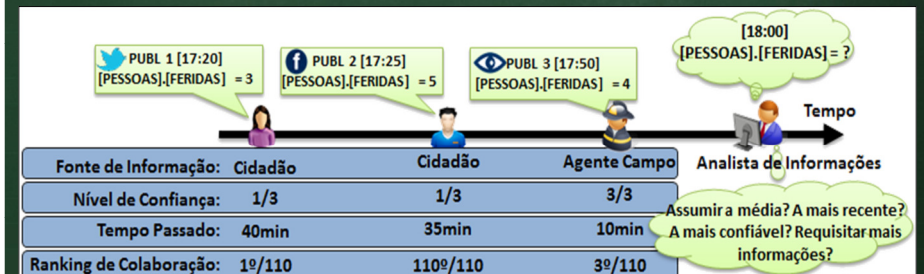 PUBL 1 [17:20]
[PESSOAS].[FERIDAS] = 3
PUBL 2 [17:25]
[PESSOAS].[FERIDAS] = 5
PUBL 3 [17:50]
[PESSOAS].[FERIDAS] = 4
[18:00]
[PESSOAS].[FERIDAS] = ?
Tempo
Fonte de Informação: Cidadão Cidadão Agente Campo
Analista de Informações
Nível de Confiança: 1/3 1/3 3/3
Tempo Passado: 40min 35min 10min
Ranking de Colaboração: 1º/110 110º/110 3º/110
Assumir a média? A mais recente?
A mais confiável? Requisitar mais
informações?